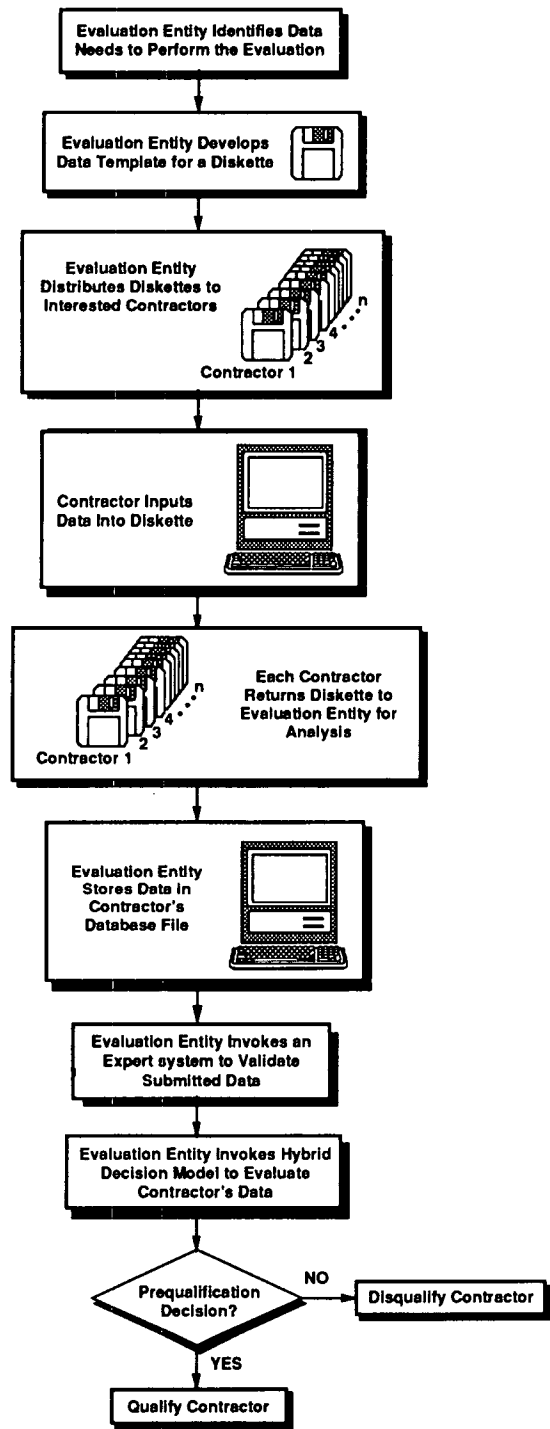 Evaluation Entity Identifies Data
Needs to Perform the Evaluation
Evaluation Entity Develops
Data Template for a Diskette
Evaluation Entity
Distributes Diskettes to
Interested Contractors
Contractor 1
2
3
4
n
Contractor Inputs
Data Into Diskette
Each Contractor
Returns Diskette to
Evaluation Entity for
Analysis
Contractor 1
2
3
4
n
Evaluation Entity
Stores Data in
Contractor's
Database File
Evaluation Entity Invokes an
Expert system to Validate
Submitted Data
Evaluation Entity Invokes Hybrid
Decision Model to Evaluate
Contractor's Data
Prequalification
Decision?
NO
Disqualify Contractor
YES
Qualify Contractor